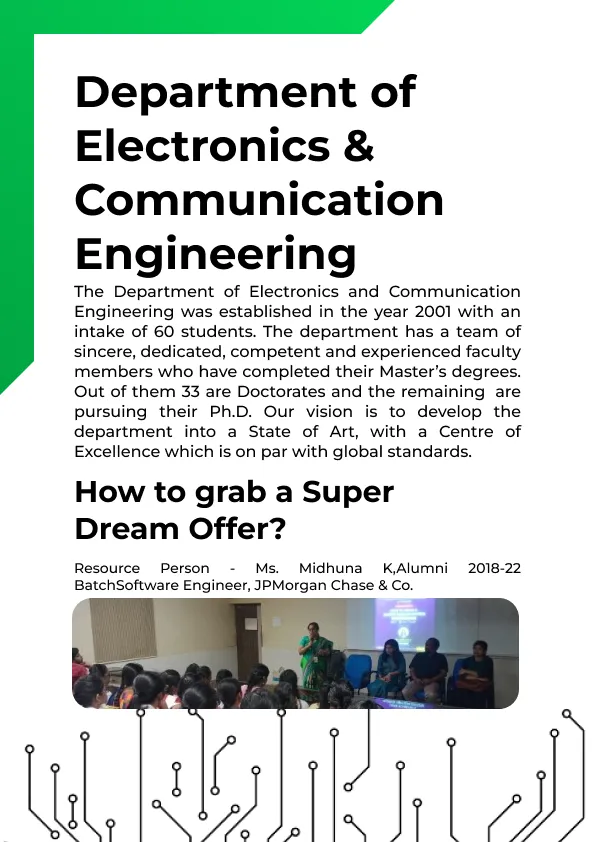 Department of
Electronics &
Communication
Engineering
The Department of Electronics and Communication
Engineering was established in the year 2001 with an
intake of 60 students. The department has a team of
sincere, dedicated, competent and experienced faculty
members who have completed their Master's degrees.
Out of them 33 are Doctorates and the remaining are
pursuing their Ph.D. Our vision is to develop the
department into a State of Art, with a Centre of
Excellence which is on par with global standards.
How to grab a Super
Dream Offer?
Resource Person - Ms. Midhuna K,Alumni 2018-22
BatchSoftware Engineer, JPMorgan Chase & Co.